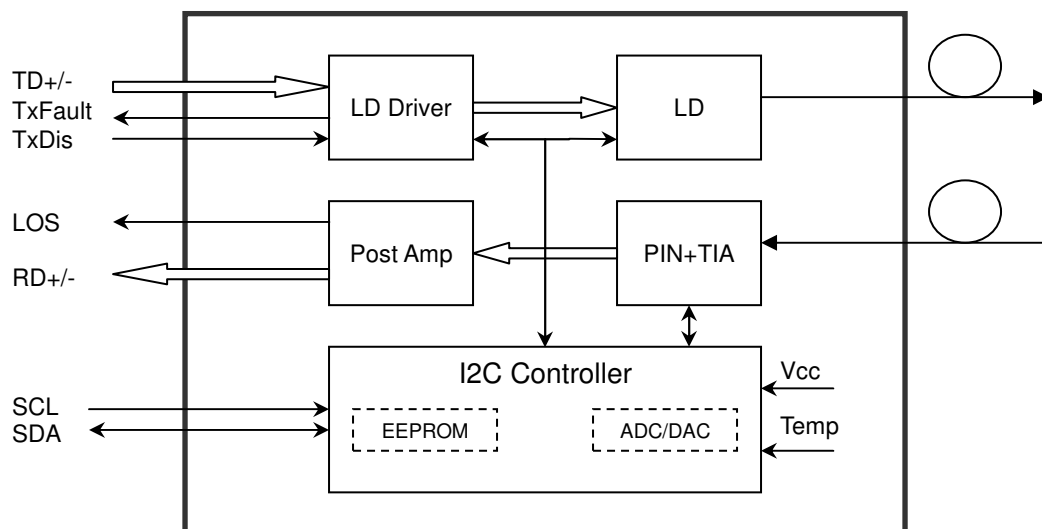 TD+/-
TxFault
TxDis
LD Driver
LD
LOS
RD+/-
Post Amp
PIN+TIA
I2C Controller
Vcc
SCL
SDA
EEPROM
ADC/DAC
Temp